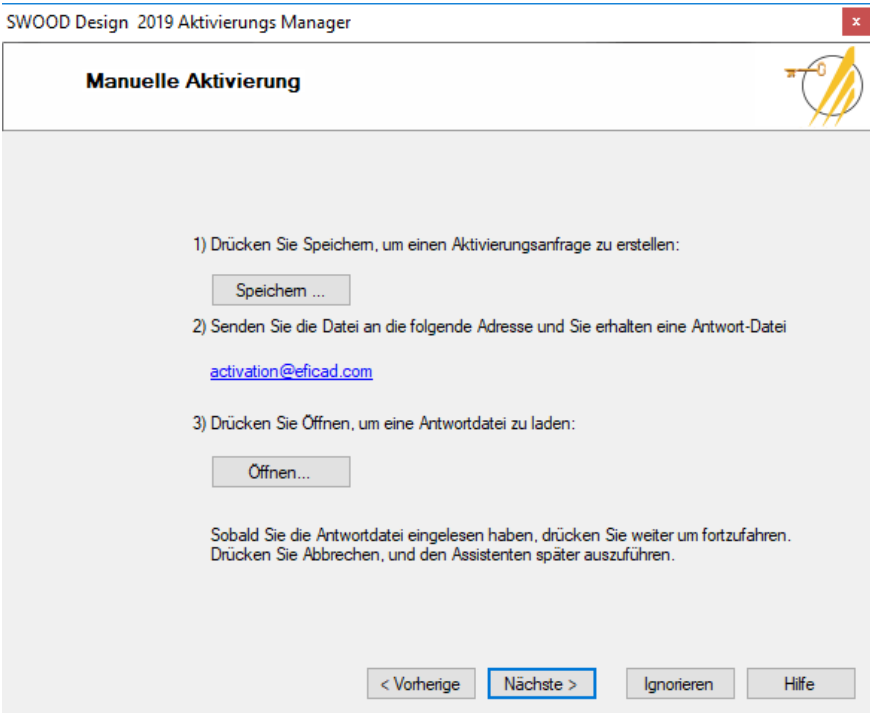 SWOOD Design  2019 Aktivierungs Manager
x
Manuelle Aktivierung
1) Drücken Sie Speichern, um einen Aktivierungsanfrage zu erstellen:
Speichern ...
2) Senden Sie die Datei an die folgende Adresse und Sie erhalten eine Antwort-Datei
activation@eficad.com
3) Drücken Sie Öffnen, um eine Antwortdatei zu laden:
Öffnen...
Sobald Sie die Antwortdatei eingelesen haben, drücken Sie weiter um fortzufahren.
Drücken Sie Abbrechen, und den Assistenten später auszuführen.
< Vorherige
Nächste >
Ignorieren
Hilfe